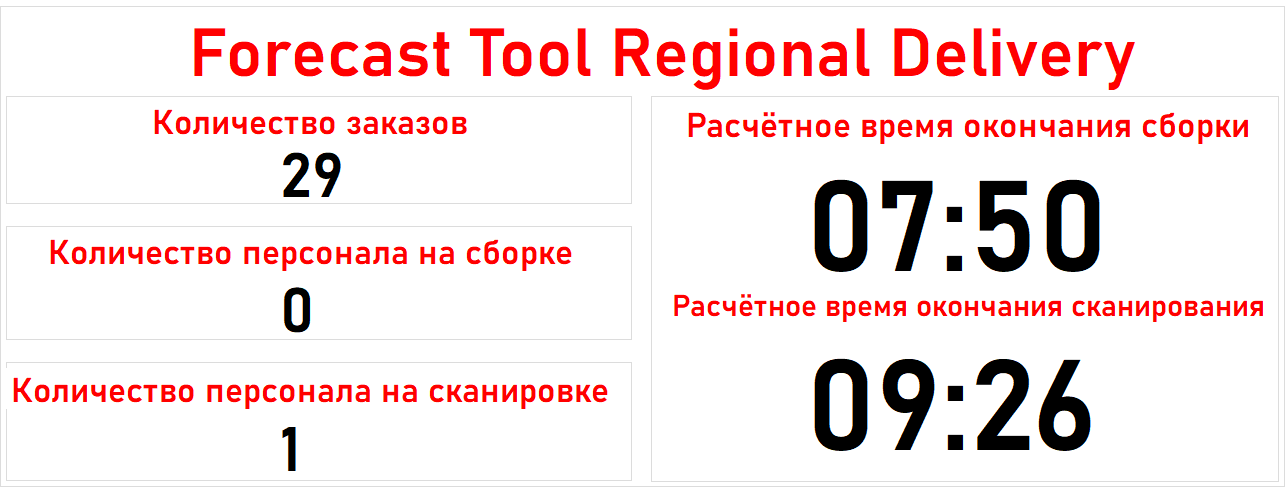 Forecast Tool Regional Delivery
Количество заказов
29
Количество персонала на сборке
0
Количество персонала на сканировке
1
Расчётное время окончания сборки
07:50
Расчётное время окончания сканирования
09:26